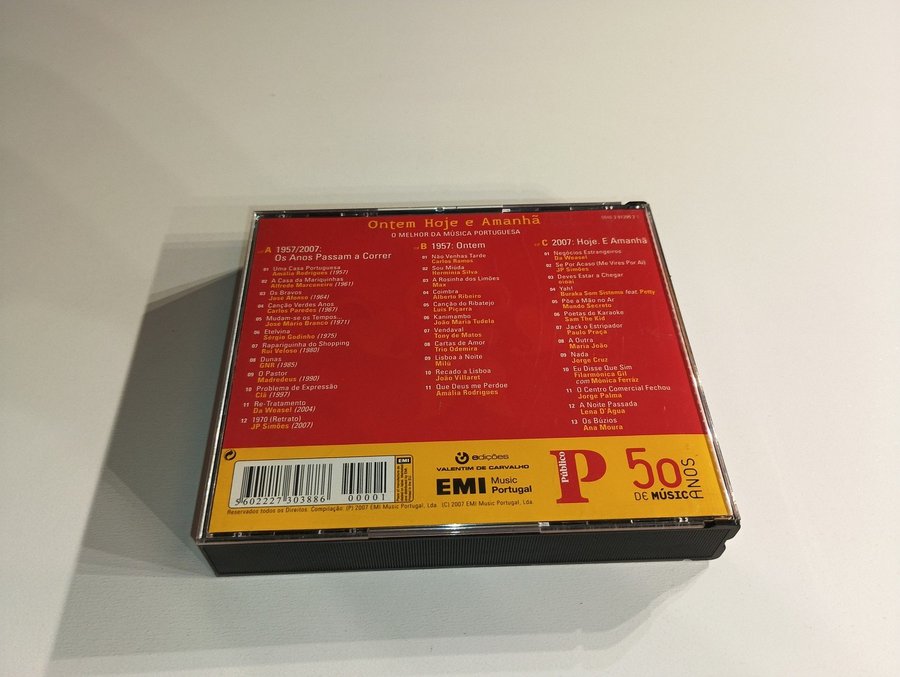 Ontem Hoje e Amanhã
O MELHOR DA MÚSICA PORTUGUESA
A 1957/2007:
Os Anos Passam a Correr
01 Uma Casa Portuguesa
Amália Rodrigues (1957)
02 A Casa da Mariquinhas
Alfredo Marceneiro (1961)
03 Os Bravos
José Afonso (1964)
04 Canção Verdes Anos
Carlos Paredes (1967)
05 Mudam-se os Tempos...
José Mário Branco (1971)
06 Etelvina
Sérgio Godinho (1975)
07 Rapariguinha do Shopping
Rui Veloso (1980)
08 Dunas
GNR (1985)
09 O Pastor
Madredeus (1990)
10 Problema de Expressão
Clã (1997)
11 Re-Tratamento
Da Weasel (2004)
12 1970 (Retrato)
JP Simões (2007)
B 1957: Ontem
01 Não Venhas Tarde
Carlos Ramos
02 Sou Miúda
Hermínia Silva
03 A Rosinha dos Limões
Max
04 Coimbra
Alberto Ribeiro
05 Canção do Ribatejo
Luís Piçarra
06 Kanimambo
João Maria Tudela
07 Vendaval
Tony de Matos
08 Cartas de Amor
Trio Odemira
09 Lisboa à Noite
Milú
10 Recado a Lisboa
João Villaret
11 Que Deus me Perdoe
Amália Rodrigues
C 2007: Hoje. E Amanhã
01 Negócios Estrangeiros
Da Weasel
02 Se Por Acaso (Me Vires Por Aí)
JP Simões
03 Deves Estar a Chegar
oioai
04 Yah!
Buraka Som Sistema feat. Petty
05 Põe a Mão no Ar
Mundo Secreto
06 Poetas de Karaoke
Sam The Kid
07 Jack o Estripador
Paulo Praça
08 A Outra
Maria João
09 Nada
Jorge Cruz
10 Eu Disse Que Sim
Filarmónica Gil
com Mónica Ferraz
11 O Centro Comercial Fechou
Jorge Palma
12 A Noite Passada
Lena D'Água
13 Os Búzios
Ana Moura
5602227303886 00001
EMI
edições
VALENTIM DE CARVALHO
EMI Music
Portugal
Público
P
50
ANOS
DE MÚSICA
Reservados todos os Direitos. Compilação: (P) 2007 EMI Music Portugal, Lda. (C) 2007 EMI Music Portugal, Lda.